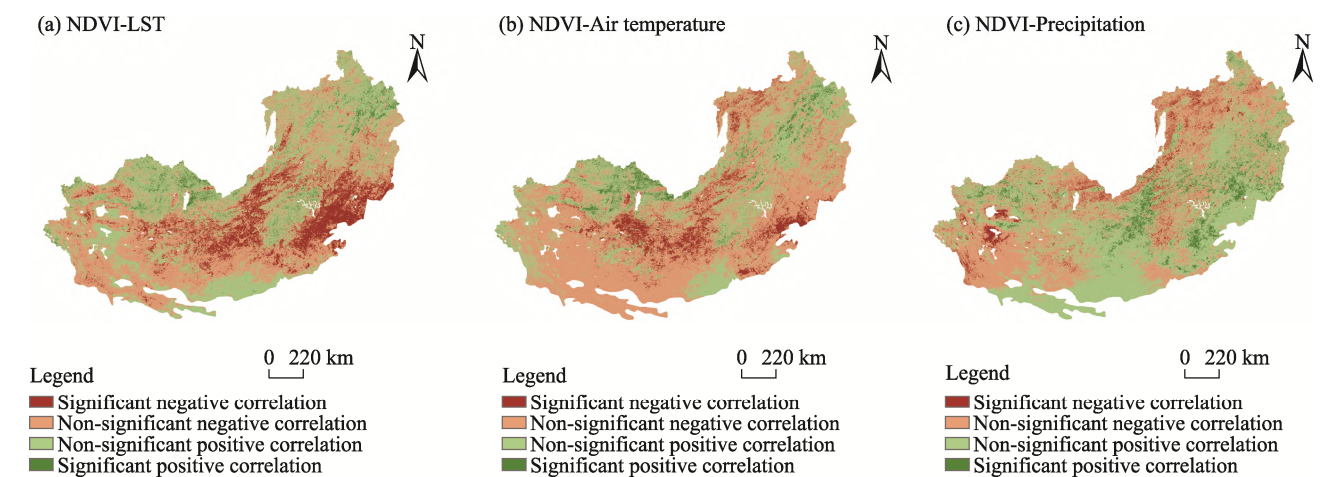 (a) NDVI-LST
N
0 220 km
Legend
Significant negative correlation
Non-significant negative correlation
Non-significant positive correlation
Significant positive correlation
(b) NDVI-Air temperature
N
0 220 km
Legend
Significant negative correlation
Non-significant negative correlation
Non-significant positive correlation
Significant positive correlation
(c) NDVI-Precipitation
N
0 220 km
Legend
Significant negative correlation
Non-significant negative correlation
Non-significant positive correlation
Significant positive correlation